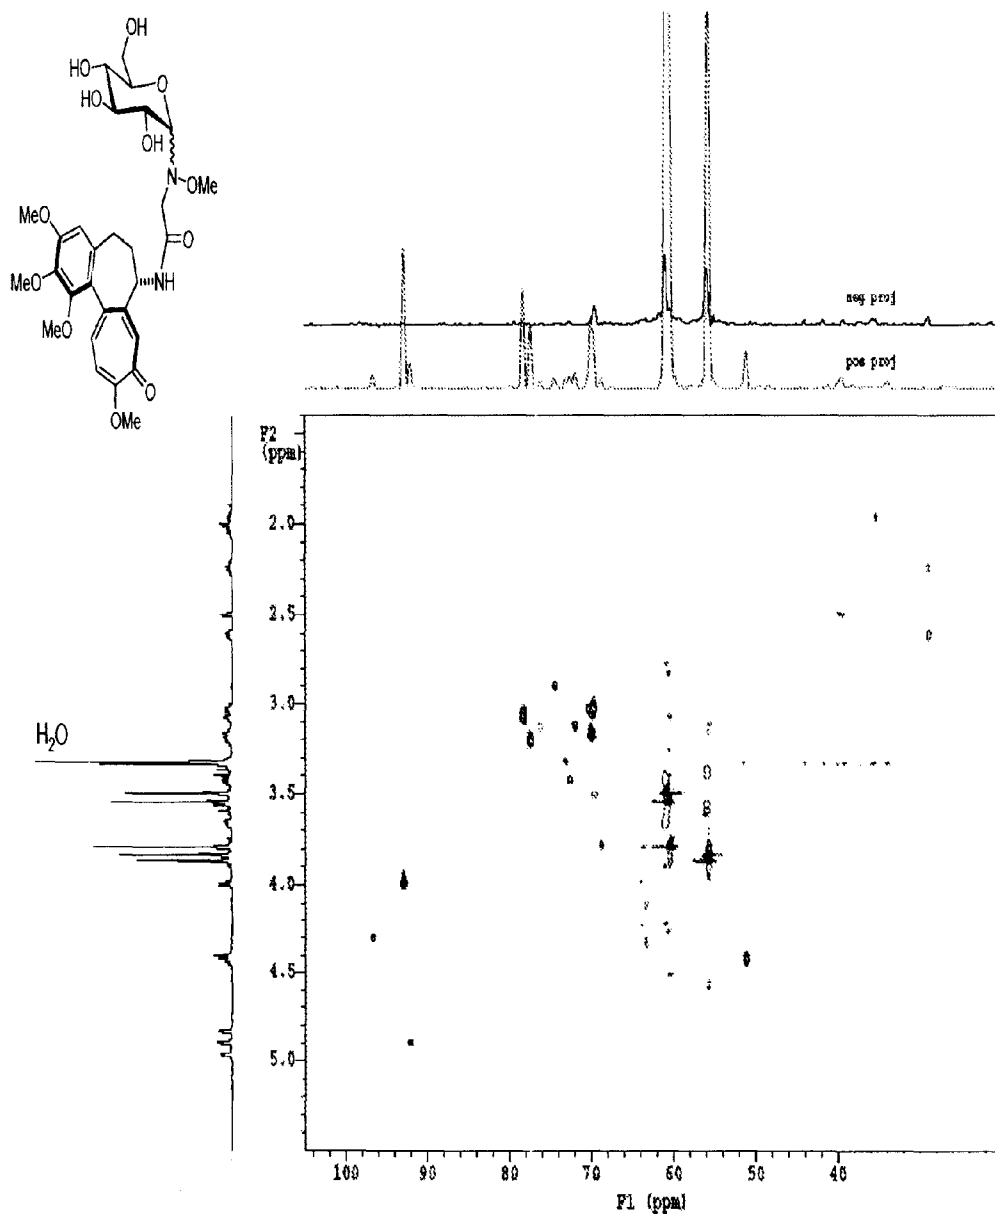 OH
HO
O
HO
OH
N
OMe
MeO
O
NH
MeO
OMe
O
OMe
proj neg
proj pos
F2
(ppm)
2.0
2.5
3.0
H₂O
3.5
4.0
4.5
5.0
100
90
80
70
60
50
40
F1 (ppm)